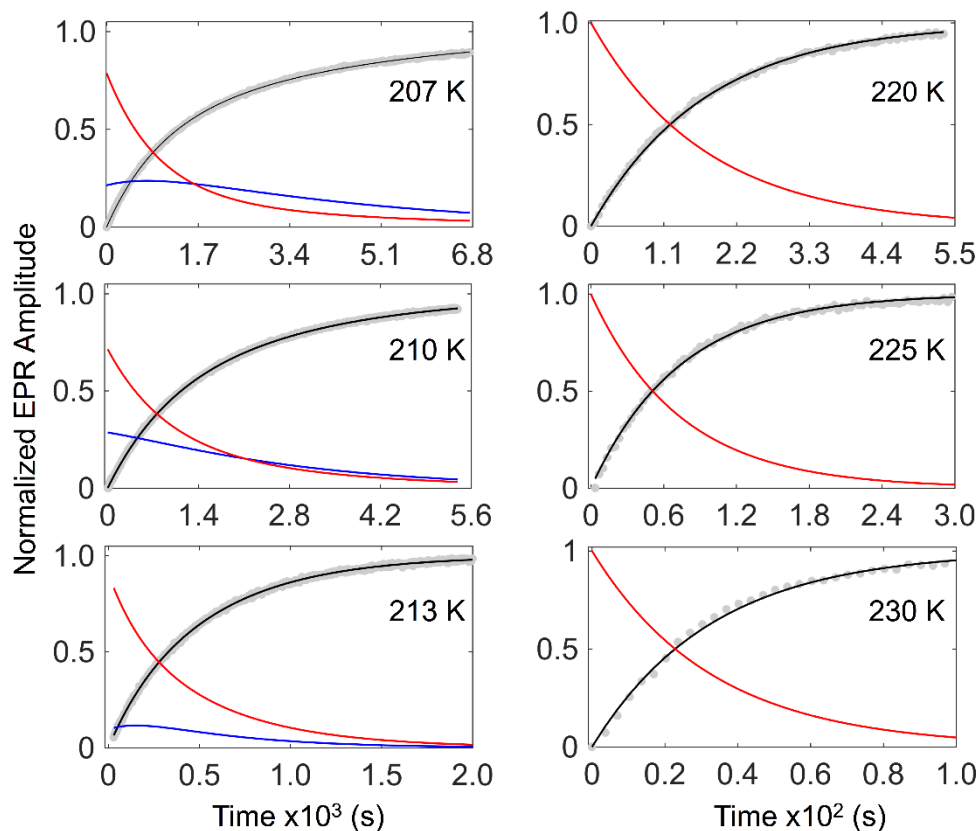 Normalized EPR Amplitude
1.0
0.5
0
207 K
0 1.7 3.4 5.1 6.8
1.0
0.5
0
220 K
0 1.1 2.2 3.3 4.4 5.5
1.0
0.5
0
210 K
0 1.4 2.8 4.2 5.6
1.0
0.5
0
225 K
0 0.6 1.2 1.8 2.4 3.0
1.0
0.5
0
213 K
0 0.5 1.0 1.5 2.0
1
0.5
0
230 K
0 0.2 0.4 0.6 0.8 1.0
Time x10³ (s)
Time x10² (s)